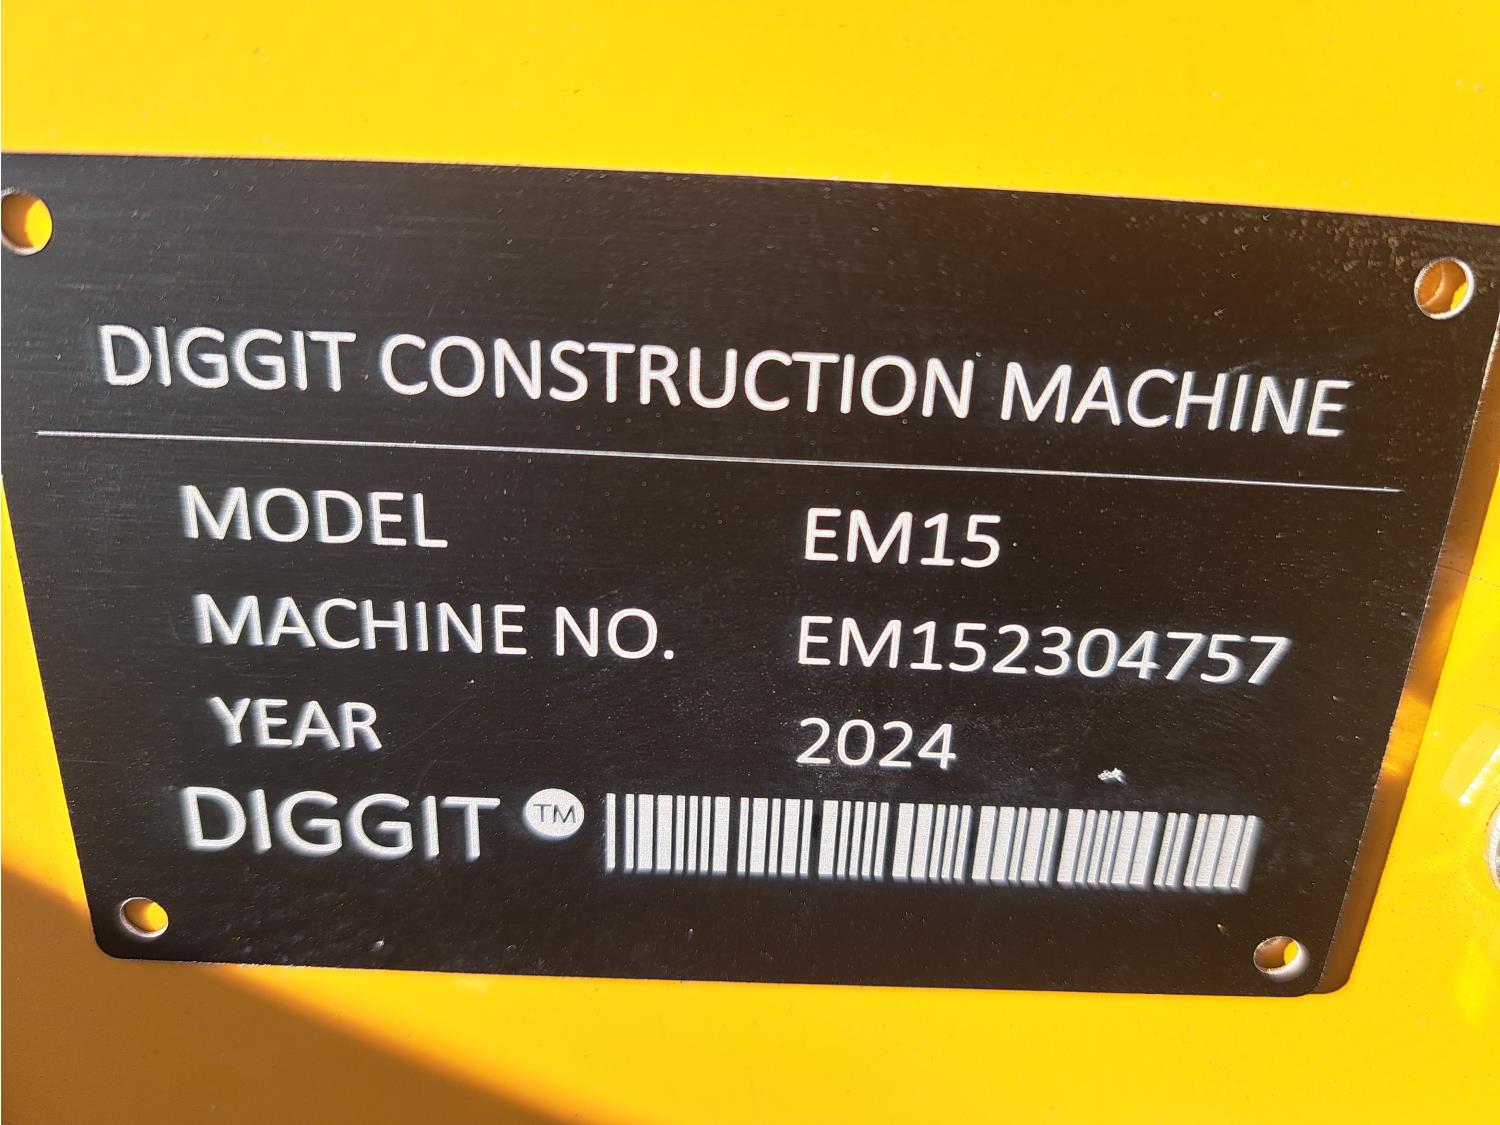 DIGGIT CONSTRUCTION MACHINE
MODEL EM15
MACHINE NO. EM152304757
YEAR 2024
DIGGIT TM